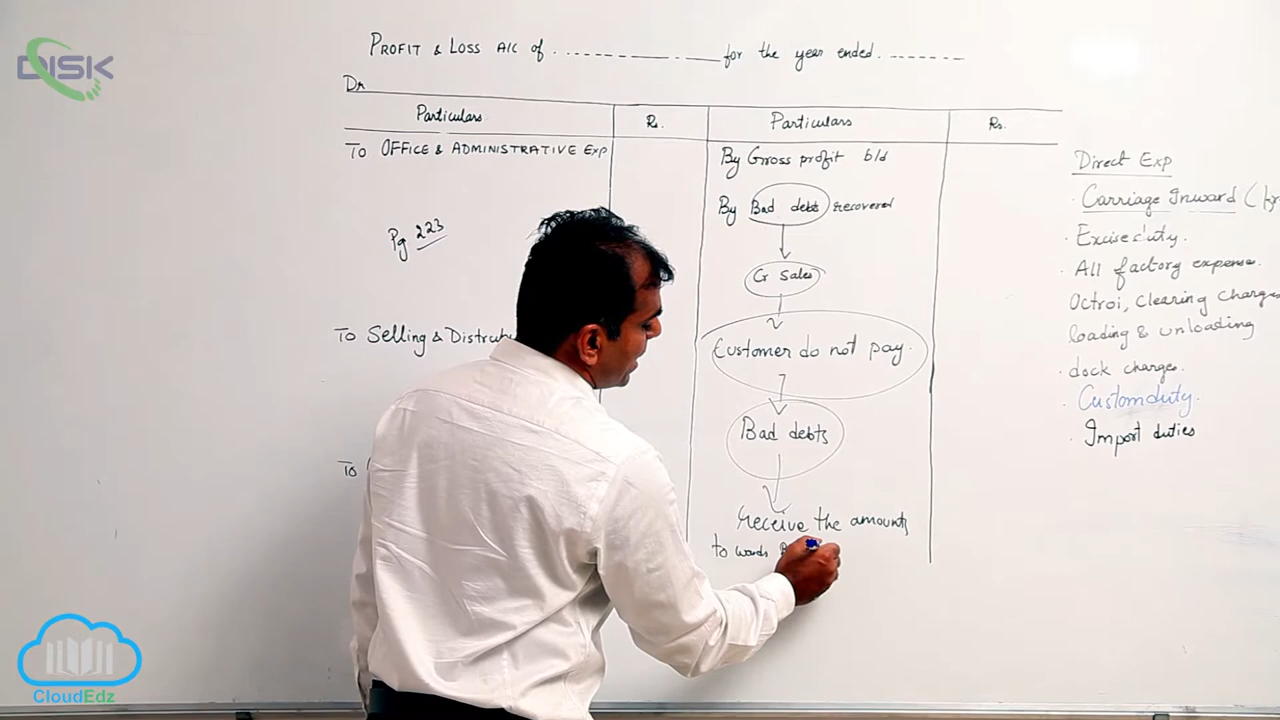 DISK
PROFIT & LOSS A/C of ............ for the year ended .......
Dr
Particulars Rs. Particulars Rs.
To OFFICE & ADMINISTRATIVE EXP
Pg 223
To Selling & Distrubu
To
By Gross profit b/d
By Bad debts recovered
Cr sales
Customer do not pay.
Bad debts
receive the amounts
to wards
Direct Exp
Carriage Inward (
Excise duty.
All factory expense.
Octroi, Clearing charges
loading & unloading
dock charges.
Customduty.
Import duties
CloudEdz